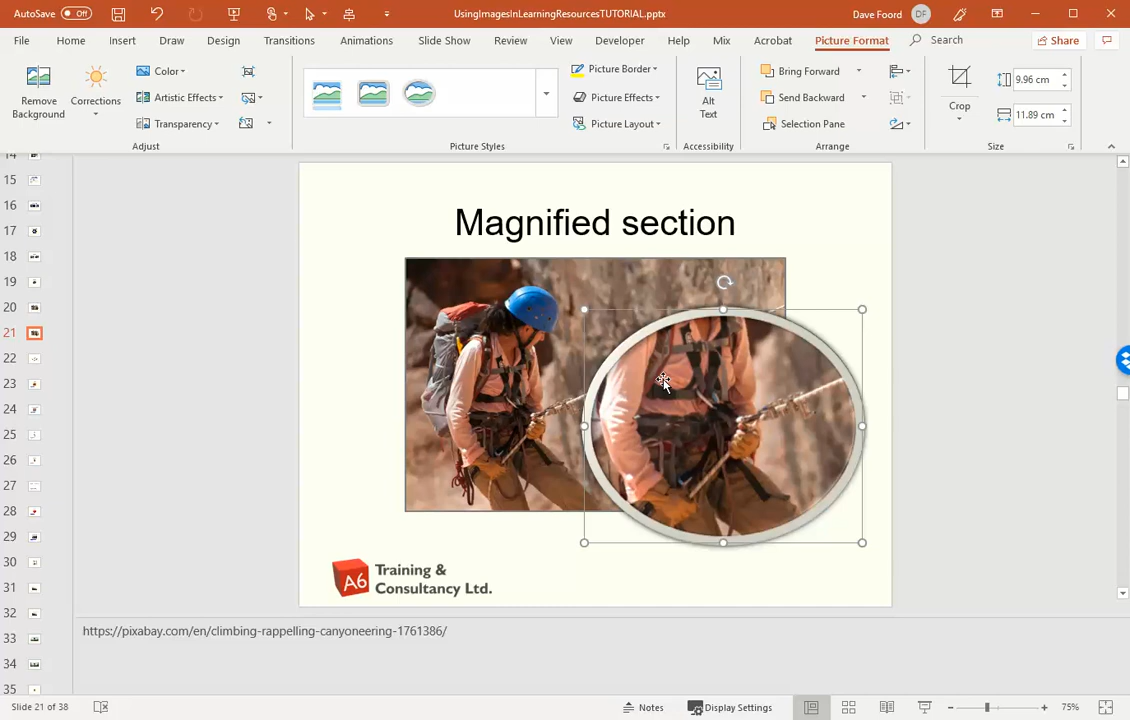 AutoSave Off UsingImagesInLearningResourcesTUTORIAL.pptx Dave Foord DF
File Home Insert Draw Design Transitions Animations Slide Show Review View Developer Help Mix Acrobat Picture Format Search Share
Remove Background
Corrections
Color
Artistic Effects
Transparency
Adjust
Picture Border
Picture Effects
Picture Layout
Picture Styles
Alt Text
Accessibility
Bring Forward
Send Backward
Selection Pane
Arrange
Crop
9.96 cm
11.89 cm
Size
14
15
16
17
18
19
20
21
22
23
24
25
26
27
28
29
30
31
32
33
34
35
Magnified section
A6 Training &
Consultancy Ltd.
https://pixabay.com/en/climbing-rappelling-canyoneering-1761386/
Slide 21 of 38 Notes Display Settings 75%